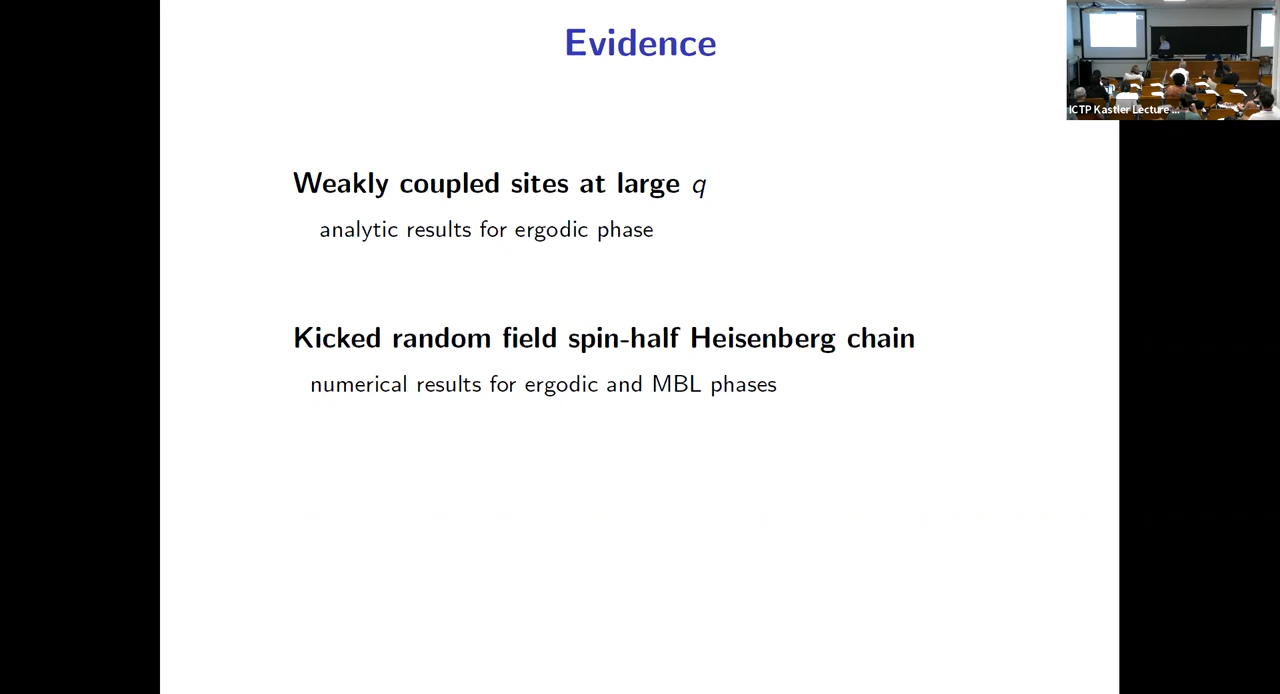 Evidence
ICTP Kastler Lecture ...
Weakly coupled sites at large q
analytic results for ergodic phase
Kicked random field spin-half Heisenberg chain
numerical results for ergodic and MBL phases